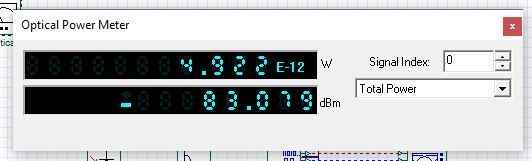 Optical Power Meter x
4.922 E-12 W Signal Index: 0
-83.079 dBm Total Power